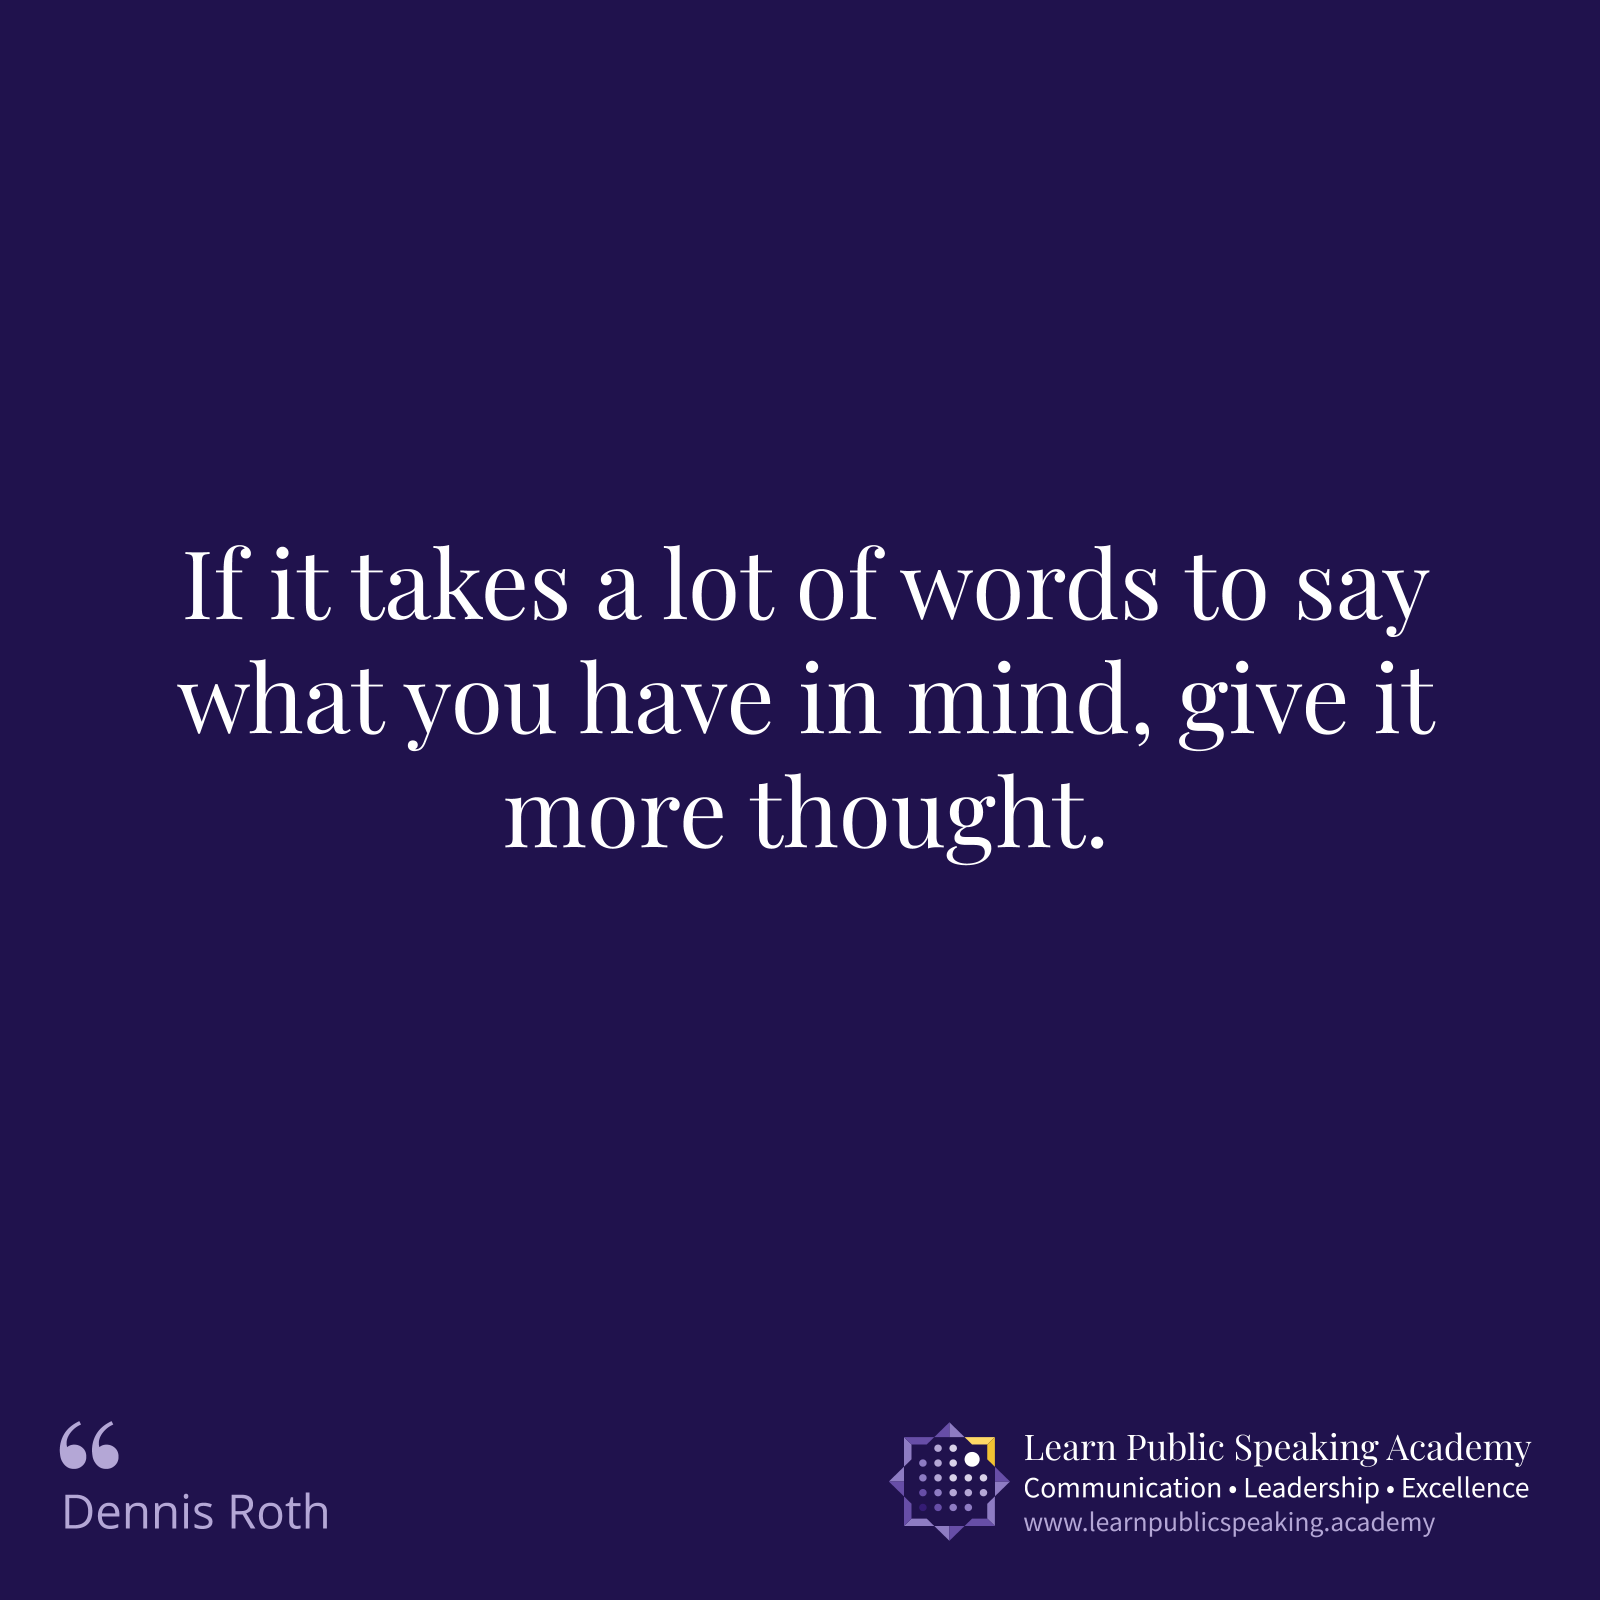 If it takes a lot of words to say
what you have in mind, give it
more thought.
“
Dennis Roth
Learn Public Speaking Academy
Communication • Leadership • Excellence
www.learnpublicspeaking.academy